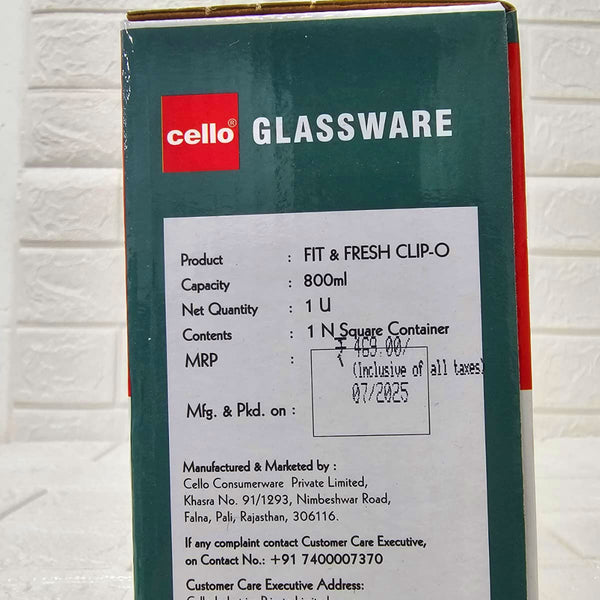 cello® GLASSWARE
Product : FIT & FRESH CLIP-O
Capacity : 800ml
Net Quantity : 1 U
Contents : 1 N Square Container
MRP : ₹ 469.00/
(Inclusive of all taxes)
Mfg. & Pkd. on : 07/2025
Manufactured & Marketed by :
Cello Consumerware Private Limited,
Khasra No. 91/1293, Nimbeshwar Road,
Falna, Pali, Rajasthan, 306116.
If any complaint contact Customer Care Executive,
on Contact No.: +91 7400007370
Customer Care Executive Address: